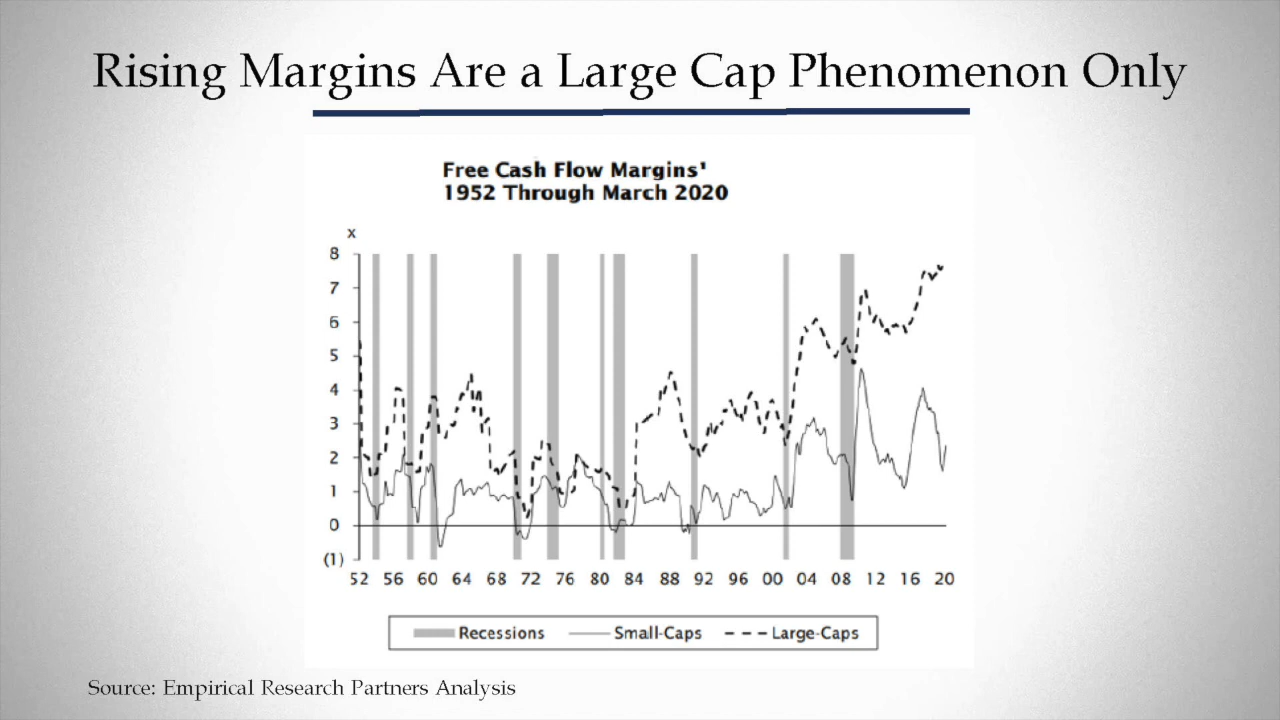 Rising Margins Are a Large Cap Phenomenon Only
Free Cash Flow Margins¹
1952 Through March 2020
x
8
7
6
5
4
3
2
1
0
(1)
52 56 60 64 68 72 76 80 84 88 92 96 00 04 08 12 16 20
Recessions Small-Caps Large-Caps
Source: Empirical Research Partners Analysis